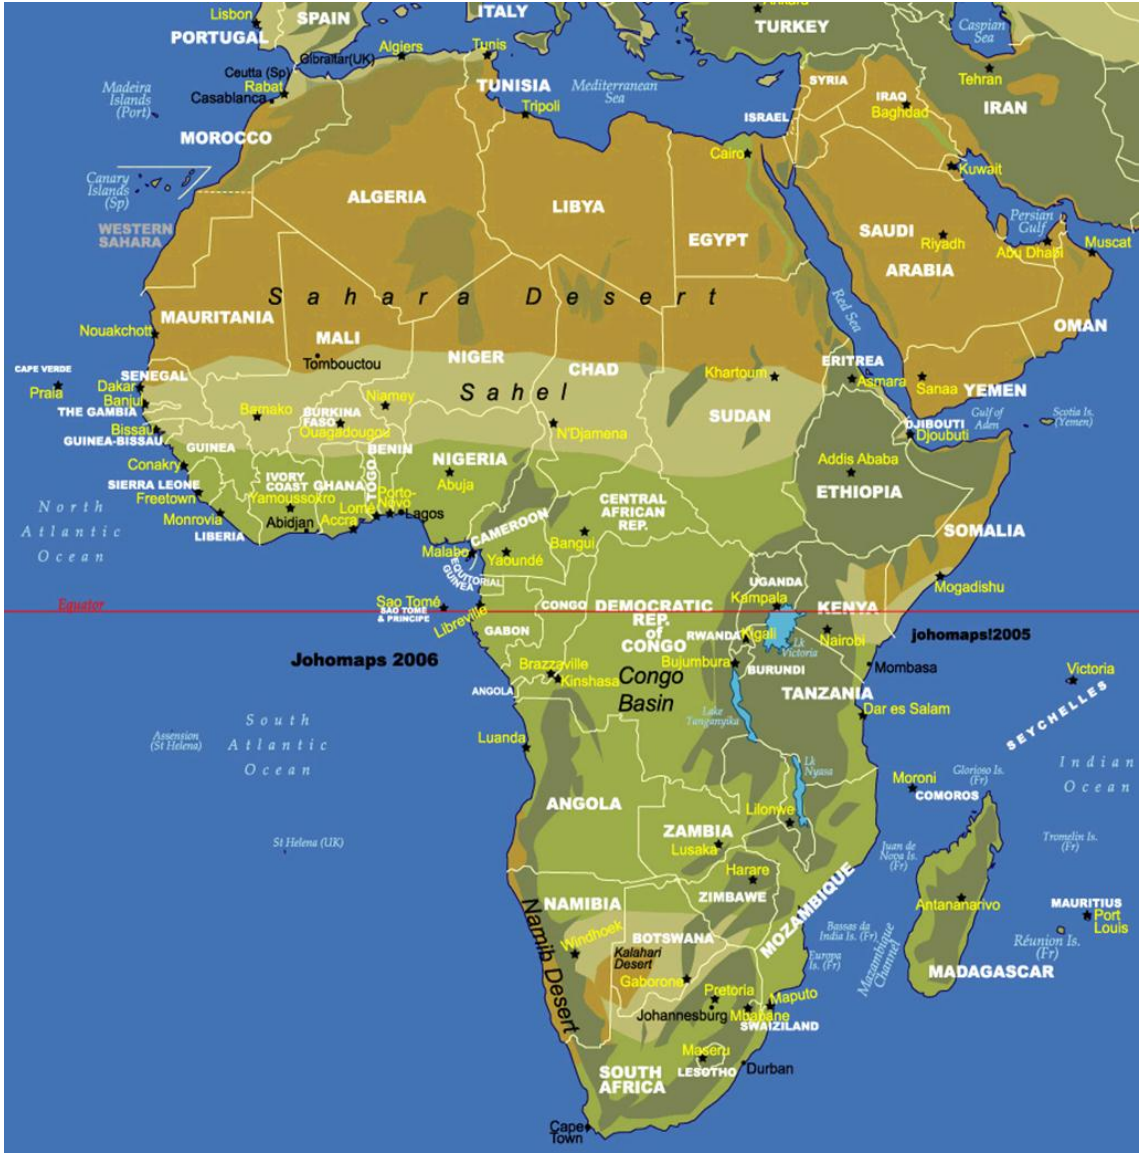 Lisbon
SPAIN
ITALY
TURKEY
Caspian
Sea
PORTUGAL
Gibraltar(UK)
Algiers
Tunis
Tehran
Ceutta (Sp)
Rabat
Casablanca
Madeira
Islands
(Port)
TUNISIA
Mediterranean
Sea
SYRIA
IRAQ
Baghdad
IRAN
Tripoli
ISRAEL
MOROCCO
Cairo
Kuwait
Canary
Islands
(Sp)
ALGERIA
LIBYA
EGYPT
SAUDI
ARABIA
Riyadh
Persian
Gulf
Abu Dhabi
Muscat
WESTERN
SAHARA
Sahara Desert
Red Sea
OMAN
MAURITANIA
Nouakchott
MALI
Tombouctou
NIGER
CHAD
Khartoum
ERITREA
Asmara
Sanaa
YEMEN
CAPE VERDE
Praia
SENEGAL
Dakar
Banjul
THE GAMBIA
Sahel
Niamey
Bamako
BURKINA
FASO
Ouagadougou
N'Djamena
SUDAN
DJIBOUTI
Djoubuti
Gulf of
Aden
Scotia Is.
(Yemen)
Bissau
GUINEA-BISSAU
GUINEA
BENIN
NIGERIA
Abuja
Addis Ababa
ETHIOPIA
Conakry
SIERRA LEONE
Freetown
IVORY
COAST
Yamoussokro
GHANA
TOGO
Porto-
Novo
Lomé
Lagos
CENTRAL
AFRICAN
REP.
SOMALIA
North
Atlantic
Ocean
Monrovia
LIBERIA
Abidjan
Accra
CAMEROON
Bangui
Malabo
Yaoundé
EQUITORIAL
GUINEA
UGANDA
Kampala
Mogadishu
Equator
Sao Tomé
SAO TOME
& PRINCIPE
Libreville
CONGO
DEMOCRATIC
REP.
of
CONGO
KENYA
GABON
RWANDA
Kigali
Lk
Victoria
Nairobi
johomaps!2005
Johomaps 2006
Brazzaville
Kinshasa
Congo
Basin
Bujumbura
BURUNDI
Mombasa
Victoria
ANGOLA
TANZANIA
SEYCHELLES
Lake
Tanganyika
Dar es Salam
South
Atlantic
Ocean
Assension
(St Helena)
Luanda
Lk
Nyasa
Moroni
COMOROS
Glorioso Is.
(Fr)
Indian
Ocean
ANGOLA
Lilonwe
ZAMBIA
Lusaka
St Helena (UK)
Juan de
Nova Is.
(Fr)
Tromelin Is.
(Fr)
Harare
ZIMBAWE
MOZAMBIQUE
Antananarivo
MAURITIUS
Port
Louis
NAMIBIA
Windhoek
BOTSWANA
Kalahari
Desert
Gaborone
Bassas da
India Is. (Fr)
Europa
Is. (Fr)
Mazambique
Channel
Réunion Is.
(Fr)
MADAGASCAR
Namib Desert
Pretoria
Johannesburg
Maputo
Mbabane
SWAIZILAND
Maseru
LESOTHO
Durban
SOUTH
AFRICA
Cape
Town